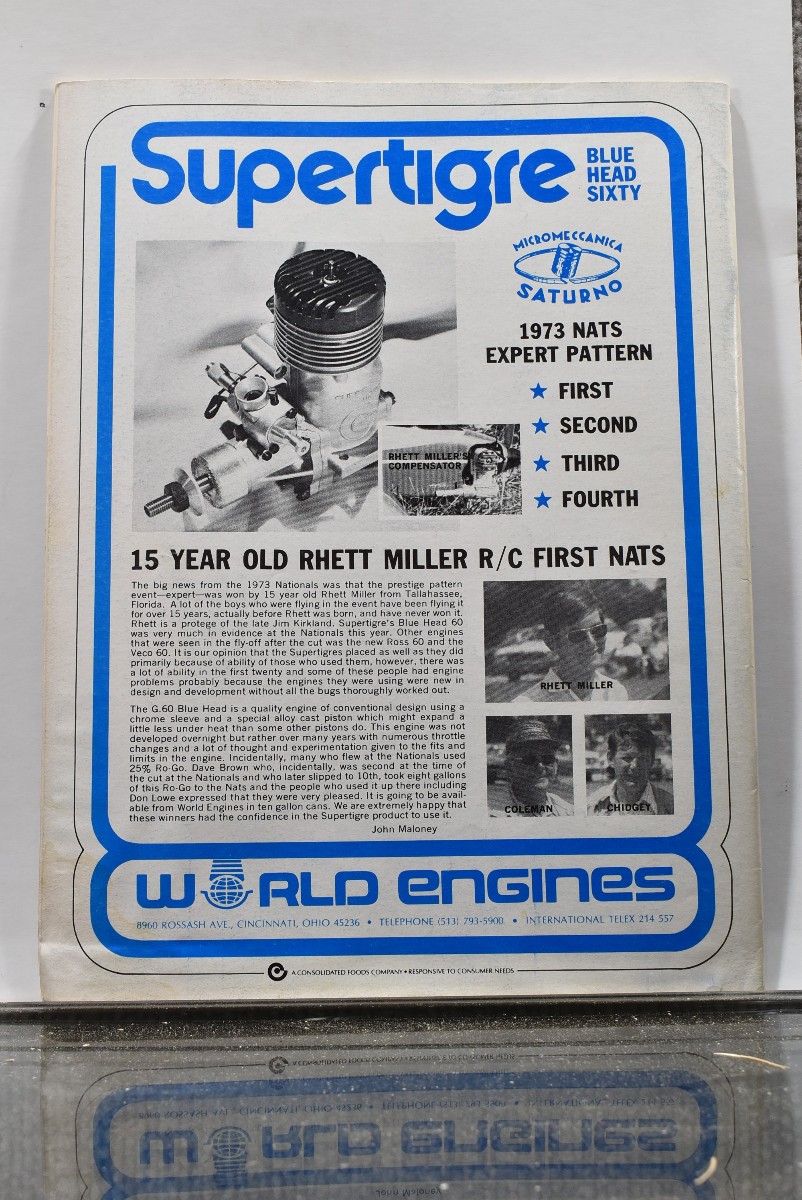 Supertigre
BLUE
HEAD
SIXTY
MICROMECCANICA
SATURNO
1973 NATS
EXPERT PATTERN
★ FIRST
★ SECOND
★ THIRD
★ FOURTH
RHETT MILLER'S
COMPENSATOR
15 YEAR OLD RHETT MILLER R/C FIRST NATS
The big news from the 1973 Nationals was that the prestige pattern
event—expert—was won by 15 year old Rhett Miller from Tallahassee,
Florida. A lot of the boys who were flying in the event have been flying it
for over 15 years, actually before Rhett was born, and have never won it.
Rhett is a protege of the late Jim Kirkland. Supertigre's Blue Head 60
was very much in evidence at the Nationals this year. Other engines
that were seen in the fly-off after the cut was the new Ross 60 and the
Veco 60. It is our opinion that the Supertigres placed as well as they did
primarily because of ability of those who used them, however, there was
a lot of ability in the first twenty and some of these people had engine
problems probably because the engines they were using were new in
design and development without all the bugs thoroughly worked out.
The G.60 Blue Head is a quality engine of conventional design using a
chrome sleeve and a special alloy cast piston which might expand a
little less under heat than some other pistons do. This engine was not
developed overnight but rather over many years with numerous throttle
changes and a lot of thought and experimentation given to the fits and
limits in the engine. Incidentally, many who flew at the Nationals used
25% Ro-Go. Dave Brown who, incidentally, was second at the time of
the cut at the Nationals and who later slipped to 10th, took eight gallons
of this Ro-Go to the Nats and the people who used it up there including
Don Lowe expressed that they were very pleased. It is going to be avail-
able from World Engines in ten gallon cans. We are extremely happy that
these winners had the confidence in the Supertigre product to use it.
John Maloney
RHETT MILLER
COLEMAN
CHIDGEY
WORLD ENGINES
8960 ROSSASH AVE., CINCINNATI, OHIO 45236 • TELEPHONE (513) 793-5900 • INTERNATIONAL TELEX 214 557
A CONSOLIDATED FOODS COMPANY • RESPONSIVE TO CONSUMER NEEDS